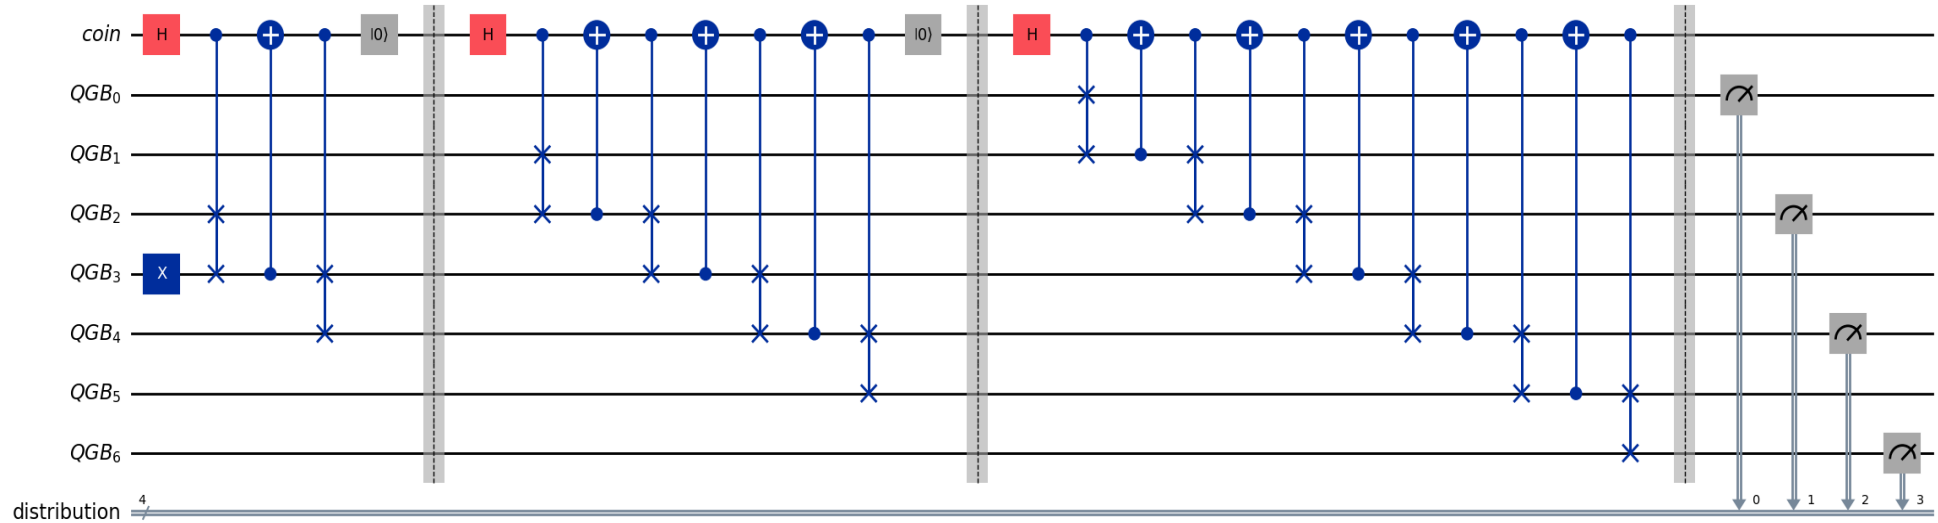 coin H |0⟩ H |0⟩ H
QGB0
QGB1
QGB2
QGB3 X
QGB4
QGB5
QGB6
distribution 4 0 1 2 3